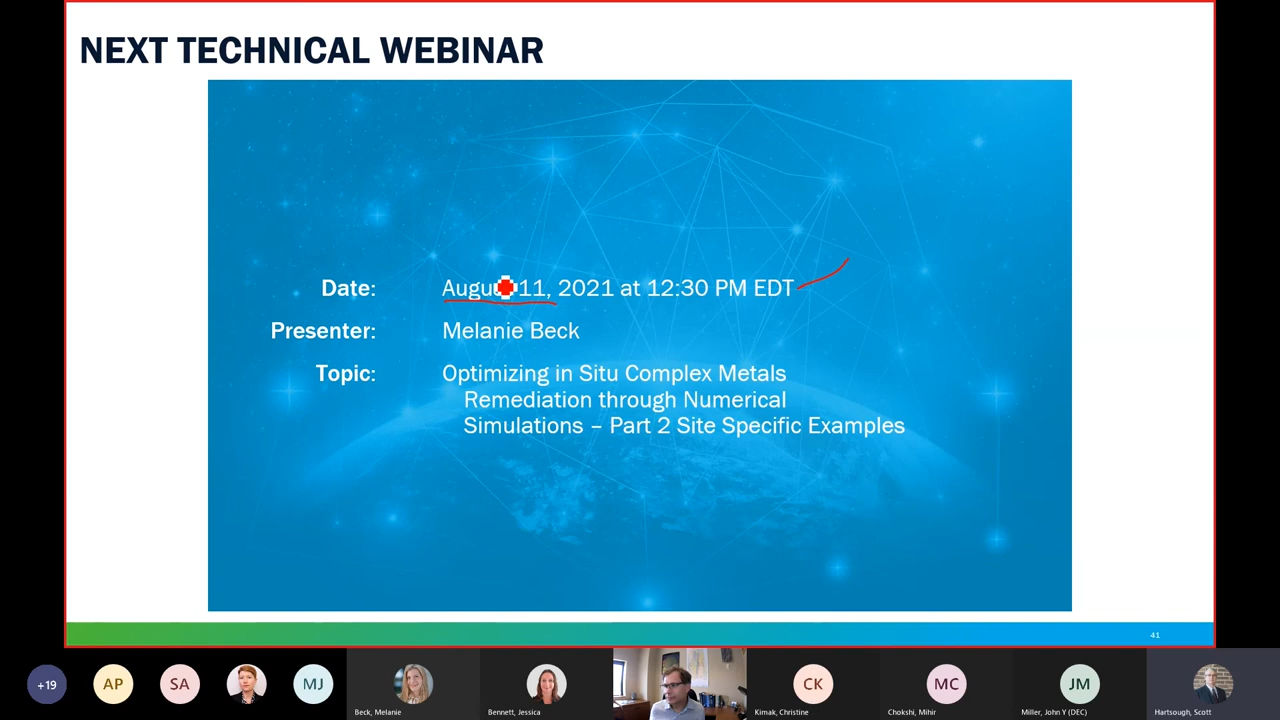 NEXT TECHNICAL WEBINAR
Date: Augu 11, 2021 at 12:30 PM EDT
Presenter: Melanie Beck
Topic: Optimizing in Situ Complex Metals
Remediation through Numerical
Simulations – Part 2 Site Specific Examples
41
+19
AP
SA
MJ
CK
MC
JM
Beck, Melanie
Bennett, Jessica
Kimak, Christine
Chokshi, Mihir
Miller, John Y (DEC)
Hartsough, Scott